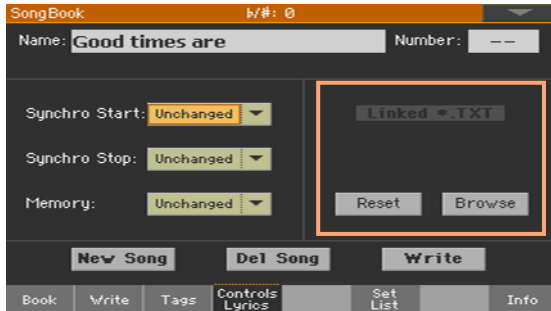 SongBook ♭/#: 0
Name: Good times are Number: --
Synchro Start: Unchanged Linked *.TXT
Synchro Stop: Unchanged
Memory: Unchanged Reset Browse
New Song Del Song Write
Book Write Tags Controls Lyrics Set List Info